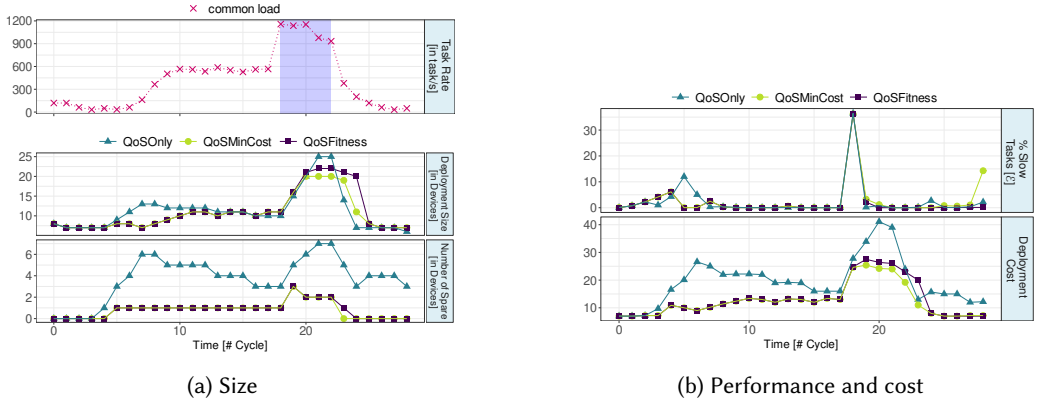 common load
1200
900
600
300
0
Task Rate
[in task/s]
QoSOnly QoSMinCost QoSFitness
25
20
15
10
Deployment Size
[in Devices]
6
4
2
0
Number of Spare
[in Devices]
0 10 20
Time [# Cycle]
(a) Size
QoSOnly QoSMinCost QoSFitness
30
20
10
0
% Slow
Tasks [ℰ]
40
30
20
10
Deployment
Cost
0 10 20
Time [# Cycle]
(b) Performance and cost